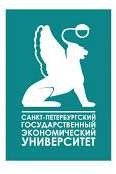 САНКТ-ПЕТЕРБУРГСКИЙ
ГОСУДАРСТВЕННЫЙ
ЭКОНОМИЧЕСКИЙ
УНИВЕРСИТЕТ